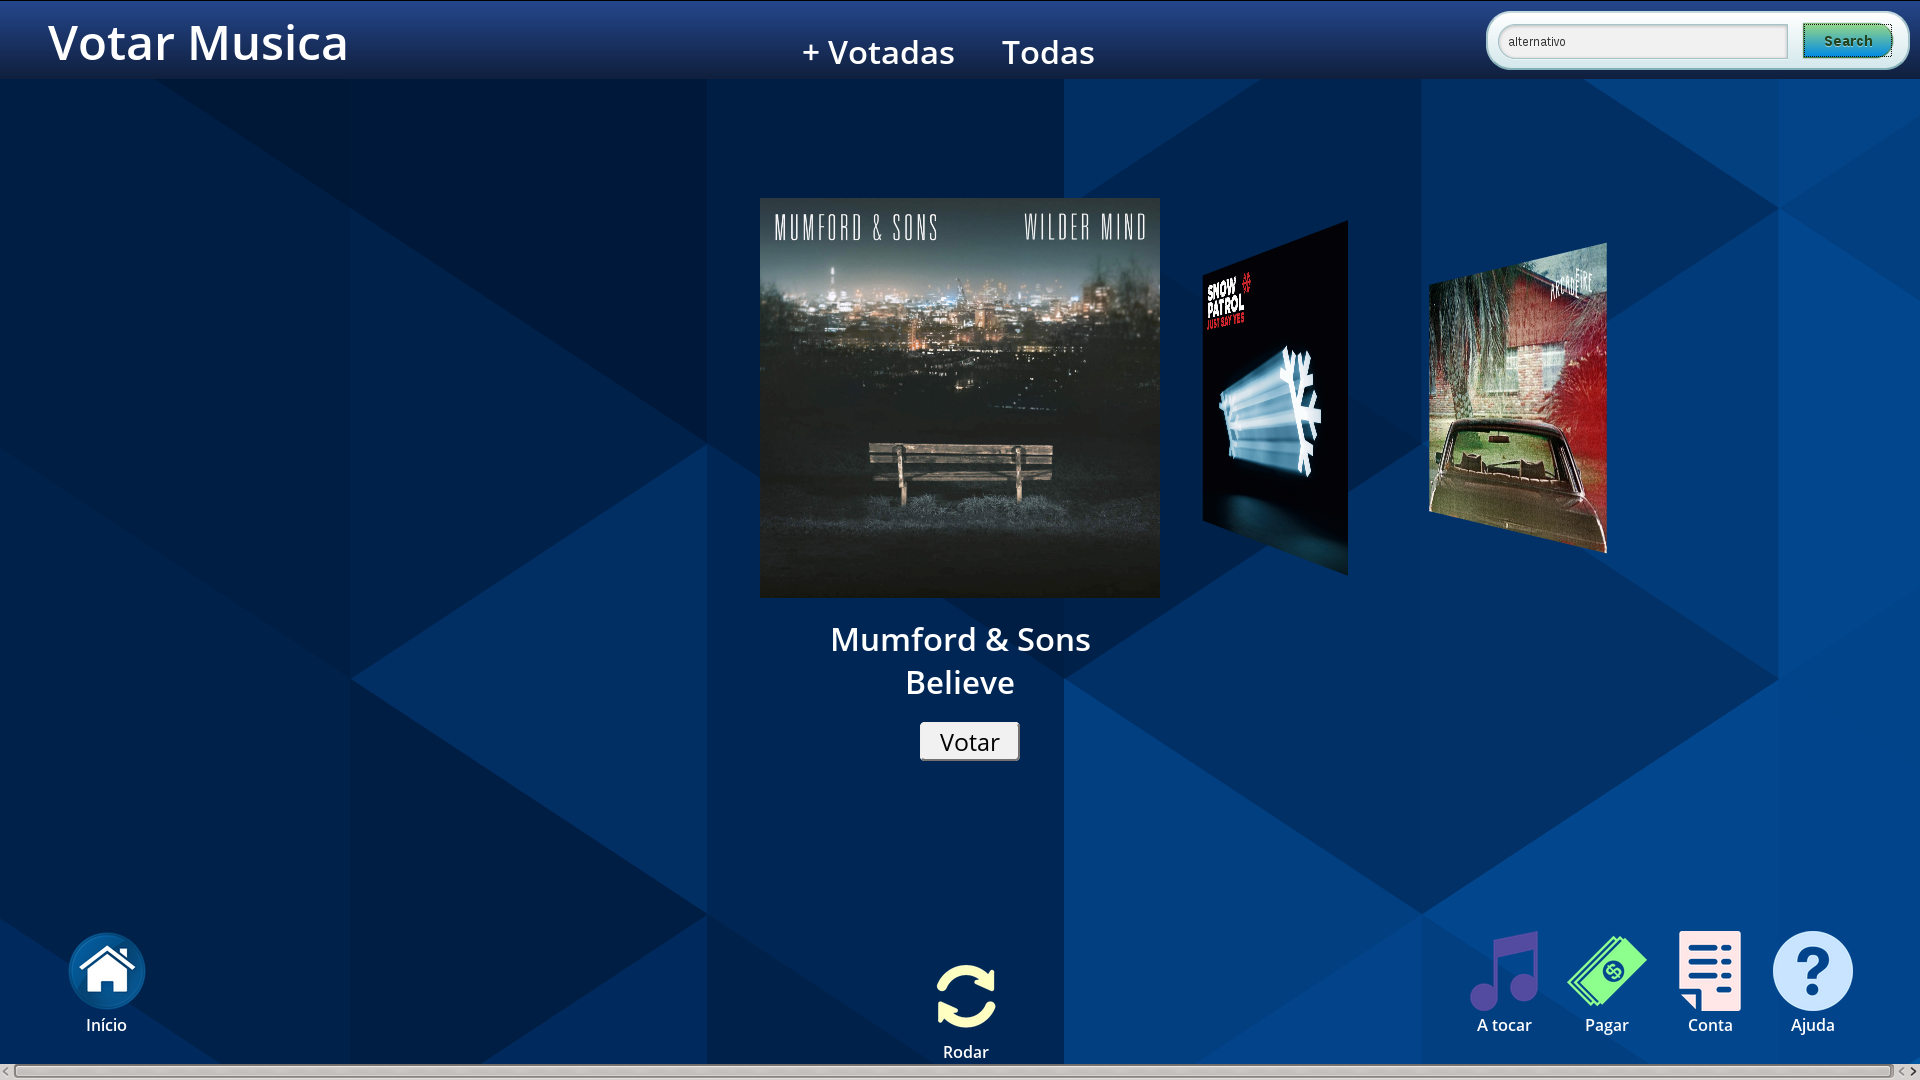 Votar Musica
+ Votadas
Todas
alternativo
Search
MUMFORD & SONS
WILDER MIND
SNOW
PATROL
JUST SAY YES
ARCADE FIRE
Mumford & Sons
Believe
Votar
Início
Rodar
A tocar
Pagar
Conta
Ajuda